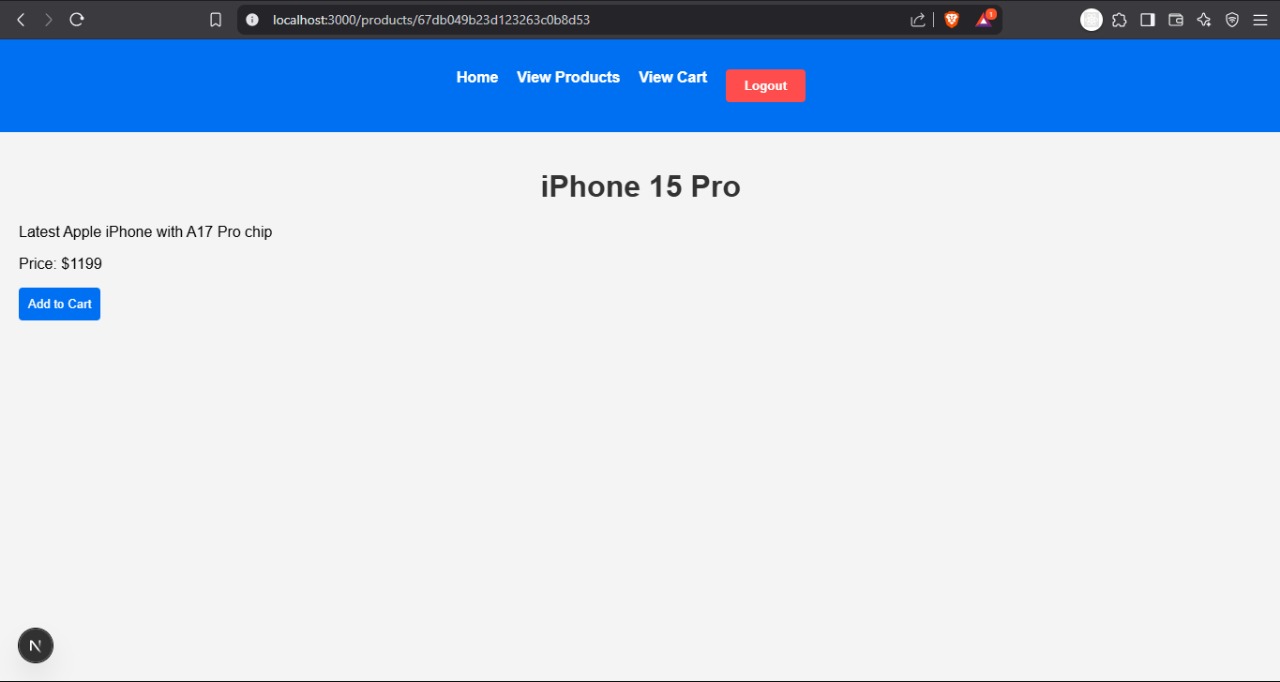 localhost:3000/products/67db049b23d123263c0b8d53
1
Home View Products View Cart Logout
iPhone 15 Pro
Latest Apple iPhone with A17 Pro chip
Price: $1199
Add to Cart
N